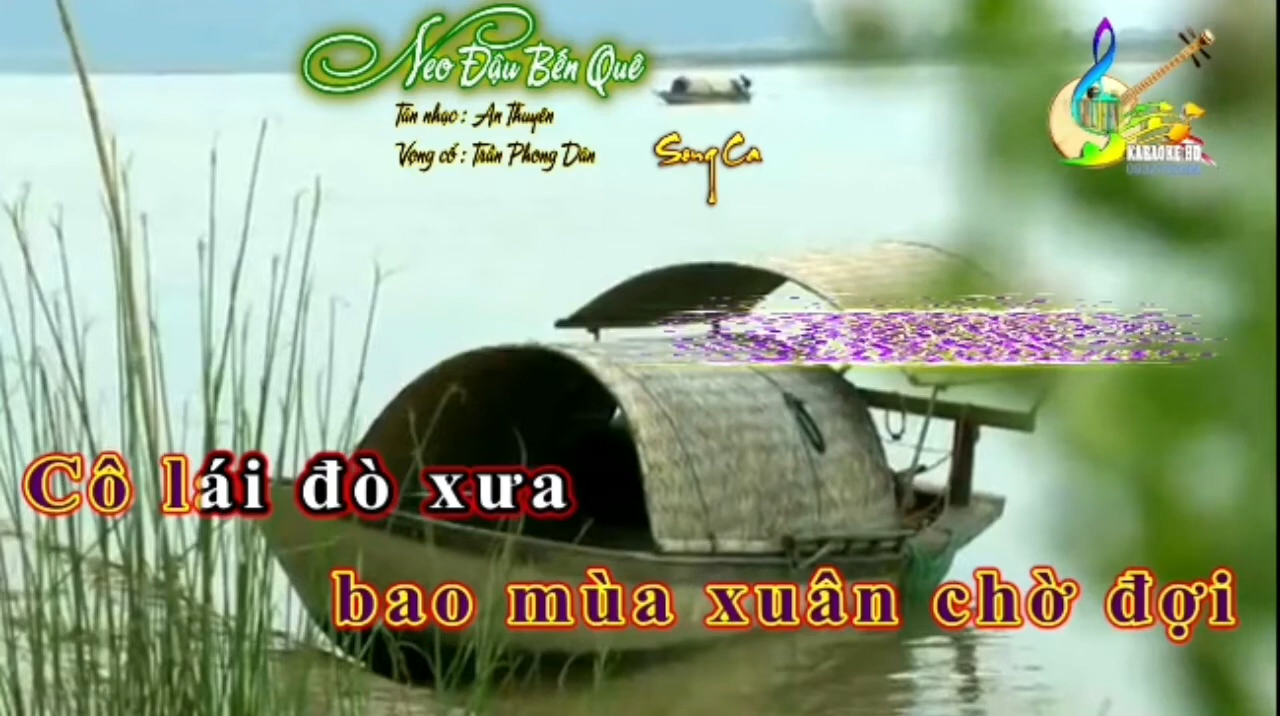 Neo Đậu Bến Quê
Tân nhạc : An Thuyên
Vọng cổ : Trần Phong Dân
Song Ca
KARAOKE HD
Cô lái đò xưa
bao mùa xuân chờ đợi